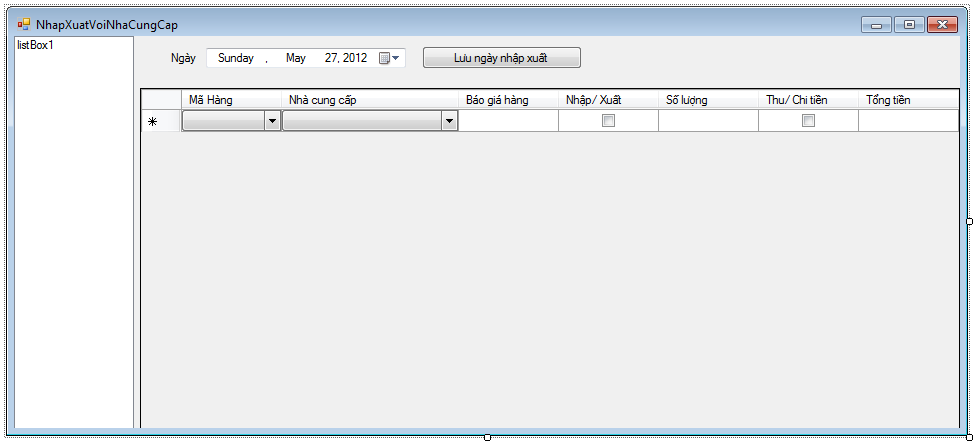 NhapXuatVoiNhaCungCap
listBox1
Ngày Sunday , May 27, 2012 Lưu ngày nhập xuất
Mã Hàng Nhà cung cấp Báo giá hàng Nhập/ Xuất Số lượng Thu/ Chi tiền Tổng tiền